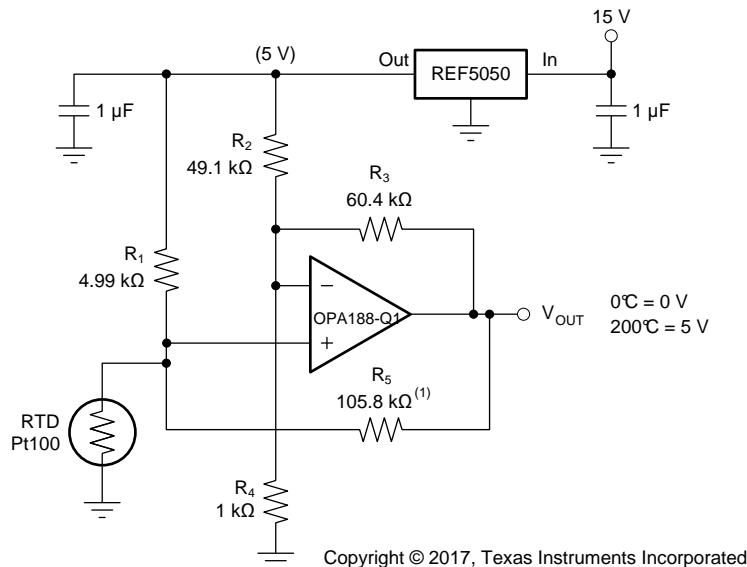 15 V
(5 V)
Out
REF5050
In
1 µF
1 µF
R2
49.1 kΩ
R3
60.4 kΩ
R1
4.99 kΩ
−
OPA188-Q1
+
VOUT
0°C = 0 V
200°C = 5 V
R5
105.8 kΩ(1)
RTD
Pt100
R4
1 kΩ
Copyright © 2017, Texas Instruments Incorporated